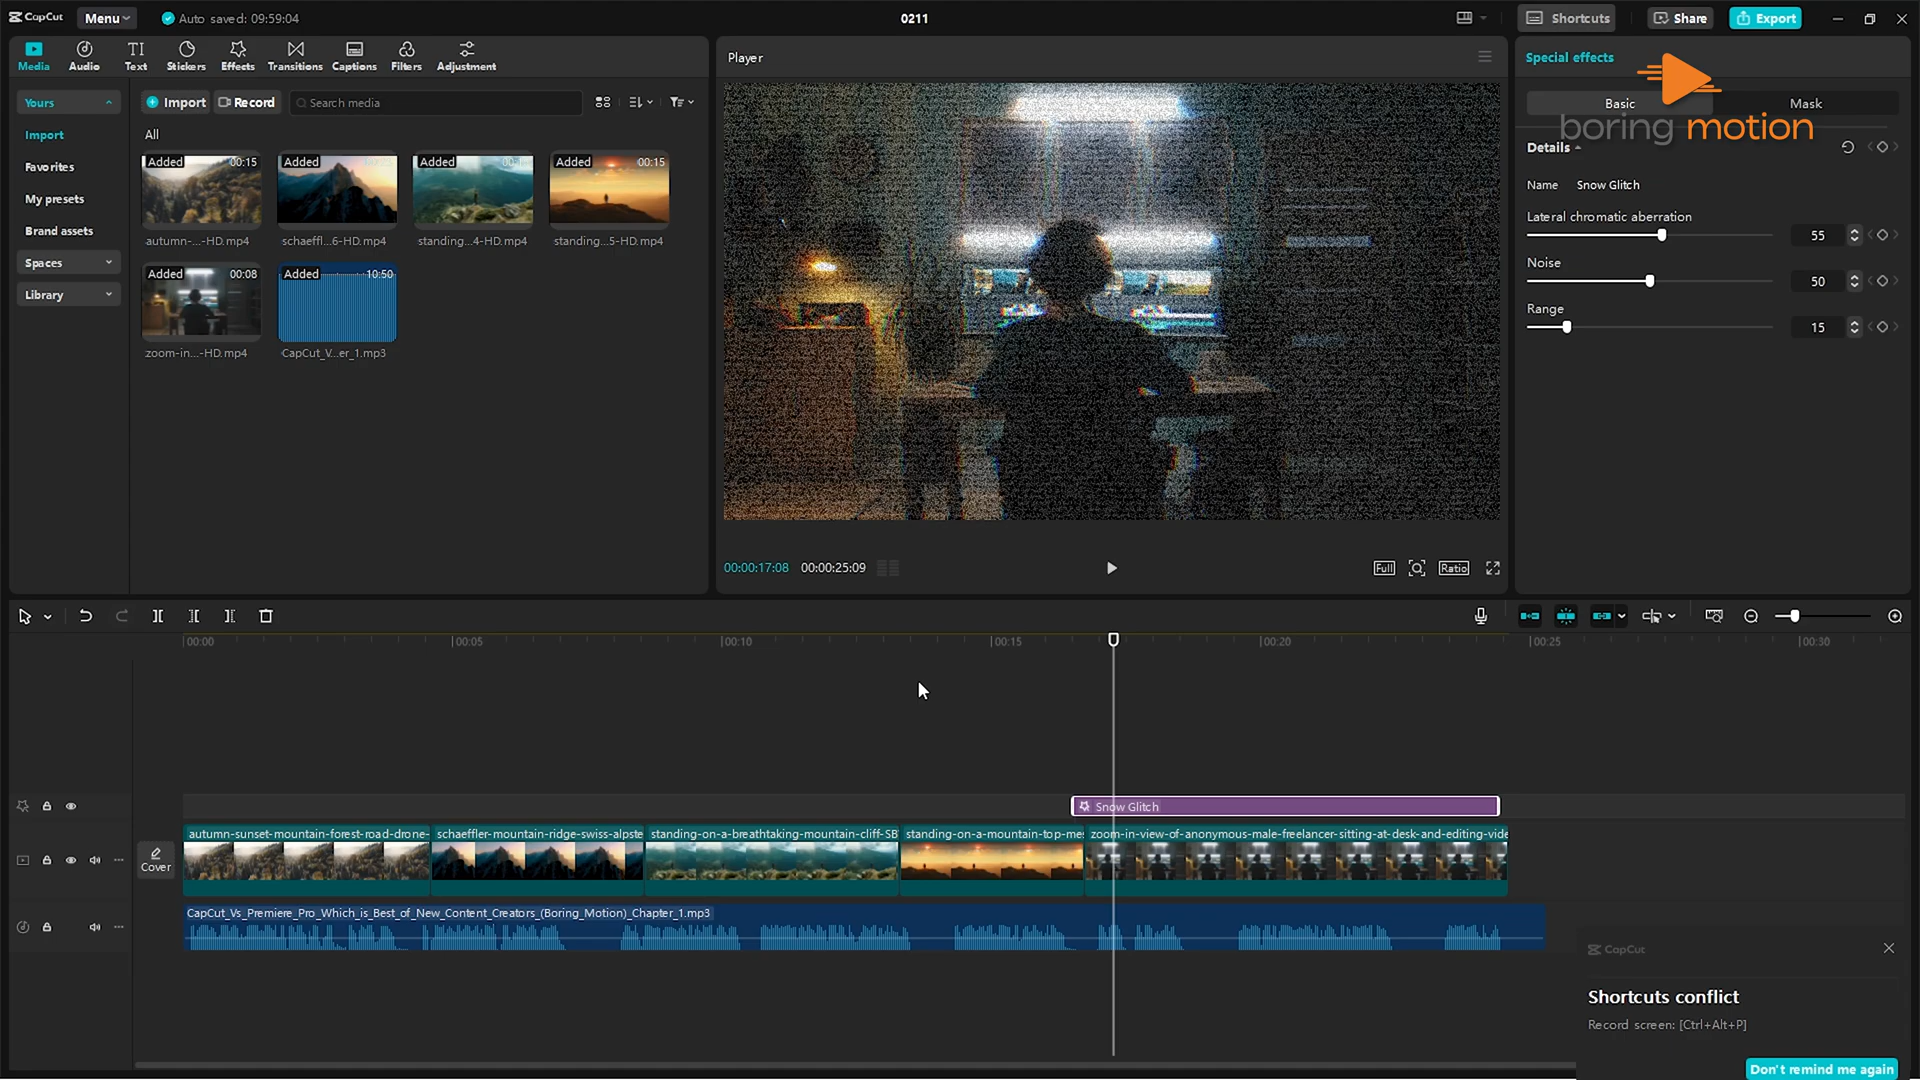 CapCut
Menu
Auto saved: 09:59:04
0211
Shortcuts
Share
Export
Media
Audio
Text
Stickers
Effects
Transitions
Captions
Filters
Adjustment
Yours
Import
Favorites
My presets
Brand assets
Spaces
Library
Import
Record
Search media
All
Added 00:15
Added
Added
Added 00:15
autumn-...-HD.mp4
schaeffl...6-HD.mp4
standing...4-HD.mp4
standing...5-HD.mp4
Added 00:08
Added 10:50
zoom-in...-HD.mp4
CapCut_V...er_1.mp3
Player
00:00:17:08
00:00:25:09
Full
Ratio
Special effects
Basic
Mask
boring motion
Details
Name Snow Glitch
Lateral chromatic aberration
55
Noise
50
Range
15
00:00
00:05
00:10
00:15
00:20
00:25
00:30
Snow Glitch
Cover
autumn-sunset-mountain-forest-road-drone-
schaeffler-mountain-ridge-swiss-alpste
standing-on-a-breathtaking-mountain-cliff-SB
standing-on-a-mountain-top-me
zoom-in-view-of-anonymous-male-freelancer-sitting-at-desk-and-editing-vide
CapCut_Vs_Premiere_Pro_Which_is_Best_of_New_Content_Creators_(Boring_Motion)_Chapter_1.mp3
CapCut
Shortcuts conflict
Record screen: [Ctrl+Alt+P]
Don't remind me again